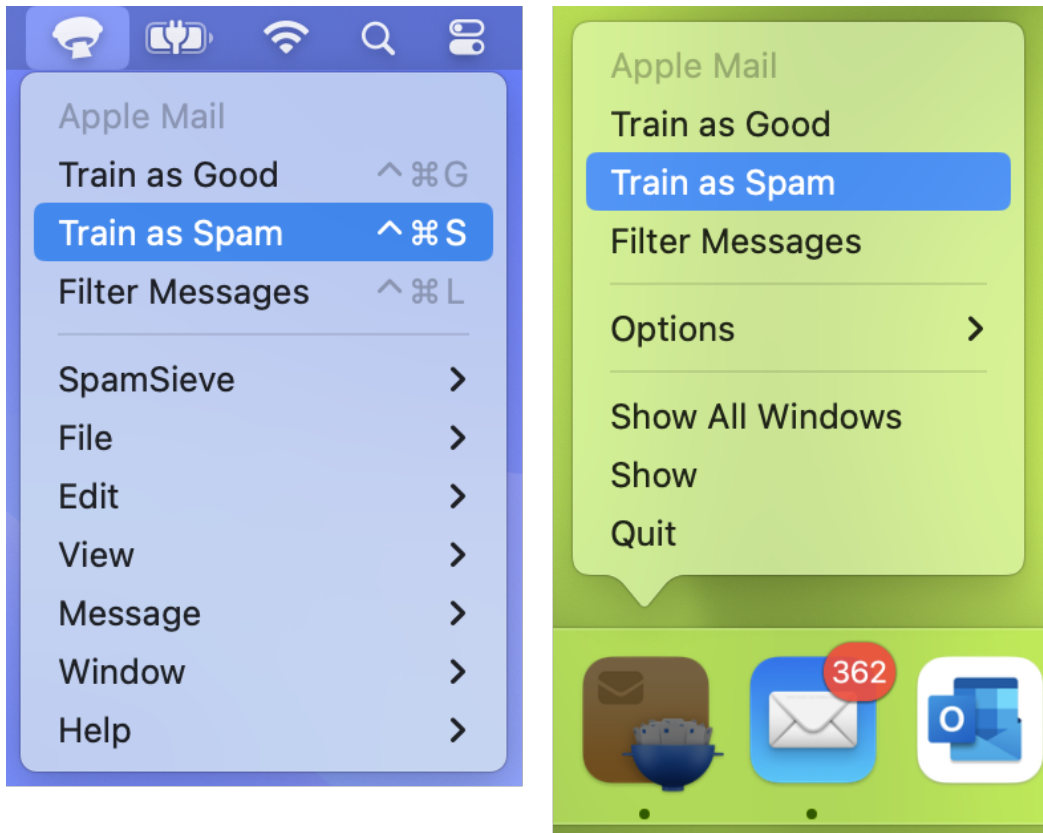 Apple Mail
Train as Good ^⌘G
Train as Spam ^⌘S
Filter Messages ^⌘L
SpamSieve
File
Edit
View
Message
Window
Help
Apple Mail
Train as Good
Train as Spam
Filter Messages
Options
Show All Windows
Show
Quit
362
O